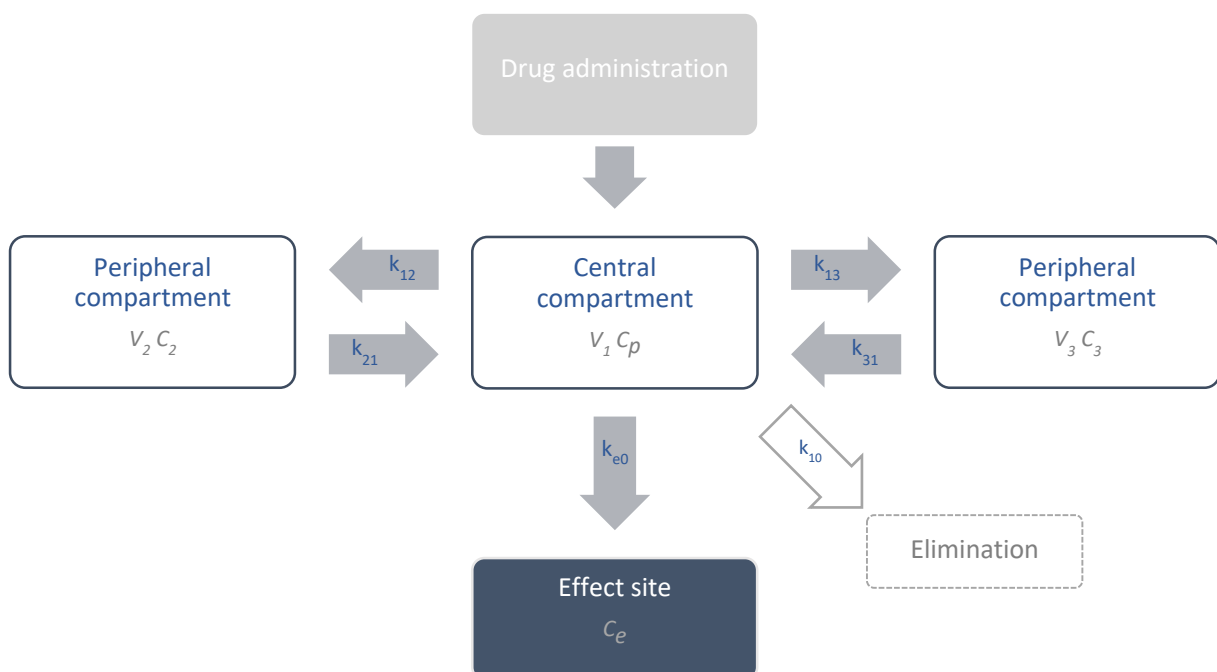 Drug administration
Peripheral
compartment
V₂ C₂
k₁₂
k₂₁
Central
compartment
V₁ Cp
k₁₃
k₃₁
Peripheral
compartment
V₃ C₃
kₑ₀
k₁₀
Elimination
Effect site
Cₑ